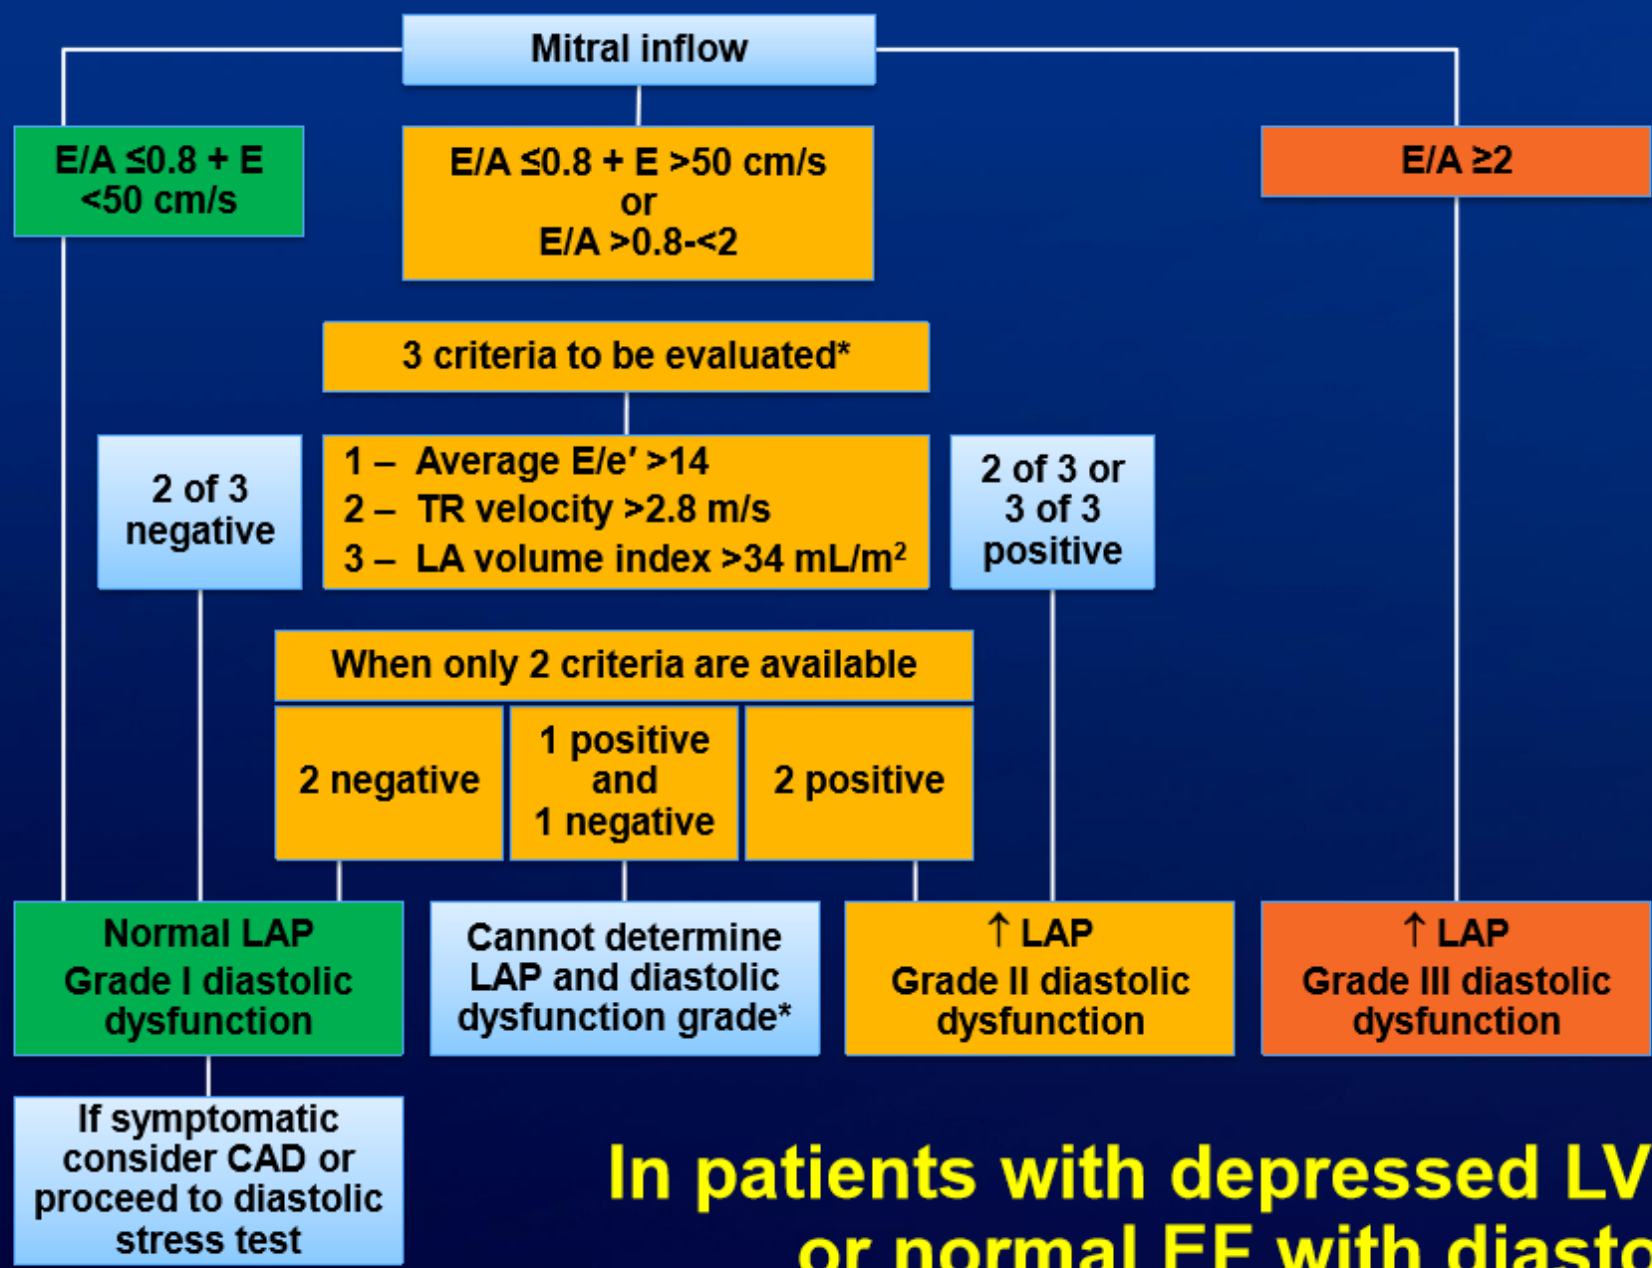 Mitral inflow
E/A ≤0.8 + E
<50 cm/s
E/A ≤0.8 + E >50 cm/s
or
E/A >0.8-<2
E/A ≥2
3 criteria to be evaluated*
2 of 3
negative
1 – Average E/e′ >14
2 – TR velocity >2.8 m/s
3 – LA volume index >34 mL/m²
2 of 3 or
3 of 3
positive
When only 2 criteria are available
2 negative
1 positive
and
1 negative
2 positive
Normal LAP
Grade I diastolic
dysfunction
Cannot determine
LAP and diastolic
dysfunction grade*
↑ LAP
Grade II diastolic
dysfunction
↑ LAP
Grade III diastolic
dysfunction
If symptomatic
consider CAD or
proceed to diastolic
stress test
In patients with depressed LV
or normal EF with diasto